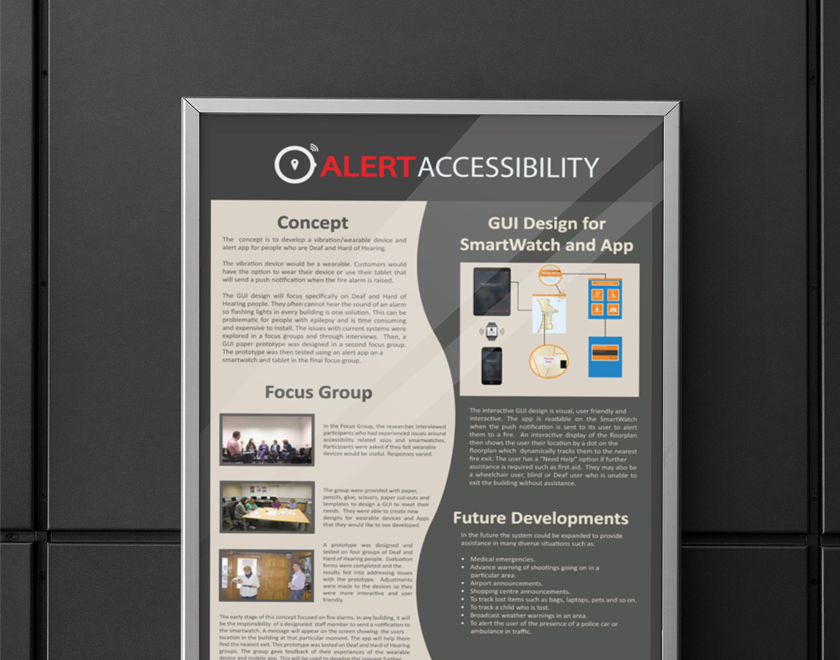 ALERT ACCESSIBILITY
Concept
The concept is to develop a vibration/wearable device and
alert app for people who are Deaf and Hard of Hearing.
The vibration device would be a wearable. Customers would
have the option to wear their device or use their tablet that
will send a push notification when the fire alarm is raised.
The GUI design will focus specifically on Deaf and Hard of
Hearing people. They often cannot hear the sound of an alarm
so flashing lights in every building is one solution. This can be
problematic for people with epilepsy and is time consuming
and expensive to install. The issues with current systems were
explored in a focus groups and through interviews. Then, a
GUI paper prototype was designed in a second focus group.
The prototype was then tested using an alert app on a
smartwatch and tablet in the final focus group.
Focus Group
In the Focus Group, the researcher interviewed
participants who had experienced issues around
accessibility related apps and smartwatches.
Participants were asked if they felt wearable
devices would be useful. Responses varied.
The group were provided with paper,
pencils, glue, scissors, paper cut-outs and
templates to design a GUI to meet their
needs. They were able to create new
designs for wearable devices and Apps
that they would like to see developed.
A prototype was designed and
tested on four groups of Deaf and
Hard of Hearing people. Evaluation
forms were completed and the
results fed into addressing issues
with the prototype. Adjustments
were made to the devices so they
were more interactive and user
friendly.
The early stage of this concept focused on fire alarms. In any building, it will
be the responsibility of a designated staff member to send a notification to
the smartwatch. A message will appear on the screen showing the users
location in the building at that particular moment. The app will help them
find the nearest exit. This prototype was tested on Deaf and Hard of Hearing
groups. The group gave feedback of their experiences of the wearable
device and mobile app. This will be used to develop the concept further
GUI Design for
SmartWatch and App
The interactive GUI design is visual, user friendly and
interactive. The app is readable on the SmartWatch
when the push notification is sent to its user to alert
them to a fire. An interactive display of the floorplan
then shows the user their location by a dot on the
floorplan which dynamically tracks them to the nearest
fire exit. The user has a "Need Help" option if further
assistance is required such as first aid. They may also be
a wheelchair user, blind or Deaf user who is unable to
exit the building without assistance.
Future Developments
In the future the system could be expanded to provide
assistance in many diverse situations such as:
• Medical emergencies.
• Advance warning of shootings going on in a
particular area.
• Airport announcements.
• Shopping centre announcements.
• To track lost items such as bags, laptops, pets and so on.
• To track a child who is lost.
• Broadcast weather warnings in an area.
• To alert the user of the presence of a police car or
ambulance in traffic.